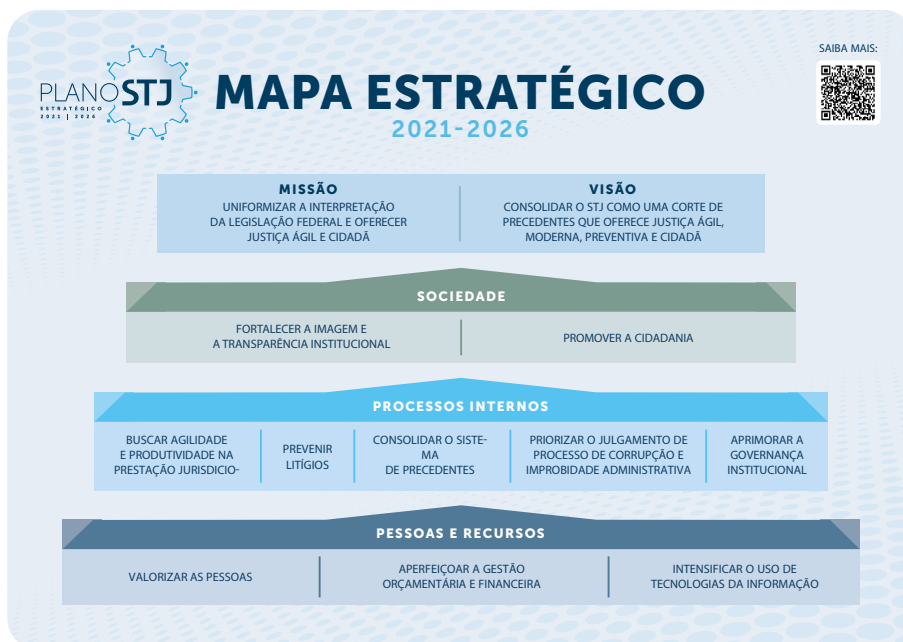 SAIBA MAIS:
PLANO STJ
ESTRATÉGICO
2021 | 2026
MAPA ESTRATÉGICO
2021-2026
MISSÃO
UNIFORMIZAR A INTERPRETAÇÃO
DA LEGISLAÇÃO FEDERAL E OFERECER
JUSTIÇA ÁGIL E CIDADÃ
VISÃO
CONSOLIDAR O STJ COMO UMA CORTE DE
PRECEDENTES QUE OFERECE JUSTIÇA ÁGIL,
MODERNA, PREVENTIVA E CIDADÃ
SOCIEDADE
FORTALECER A IMAGEM E
A TRANSPARÊNCIA INSTITUCIONAL
PROMOVER A CIDADANIA
PROCESSOS INTERNOS
BUSCAR AGILIDADE
E PRODUTIVIDADE NA
PRESTAÇÃO JURISDICIO-
PREVENIR
LITÍGIOS
CONSOLIDAR O SISTE-
MA
DE PRECEDENTES
PRIORIZAR O JULGAMENTO DE
PROCESSO DE CORRUPÇÃO E
IMPROBIDADE ADMINISTRATIVA
APRIMORAR A
GOVERNANÇA
INSTITUCIONAL
PESSOAS E RECURSOS
VALORIZAR AS PESSOAS
APERFEIÇOAR A GESTÃO
ORÇAMENTÁRIA E FINANCEIRA
INTENSIFICAR O USO DE
TECNOLOGIAS DA INFORMAÇÃO